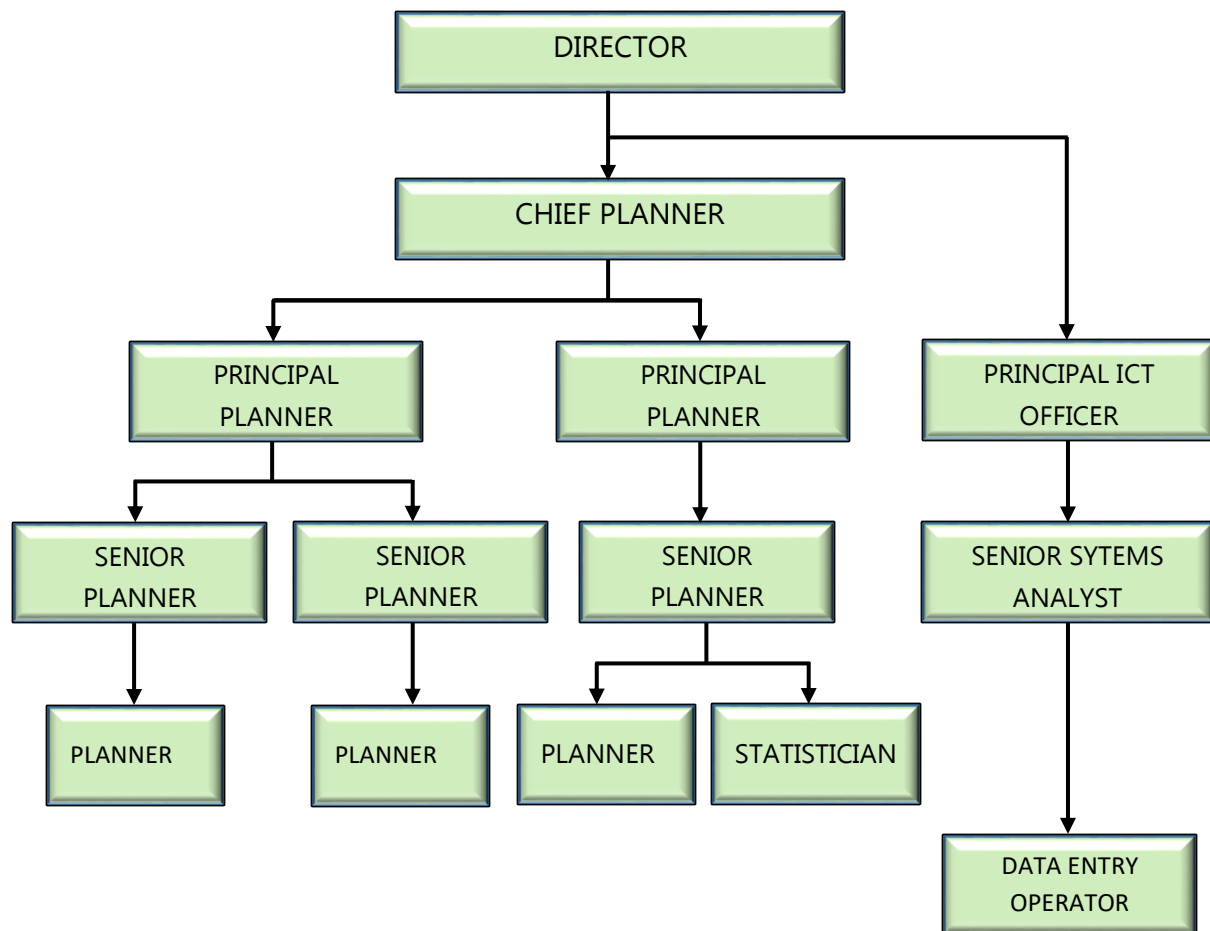 DIRECTOR
CHIEF PLANNER
PRINCIPAL
PLANNER
PRINCIPAL
PLANNER
PRINCIPAL ICT
OFFICER
SENIOR
PLANNER
SENIOR
PLANNER
SENIOR
PLANNER
SENIOR SYTEMS
ANALYST
PLANNER
PLANNER
PLANNER
STATISTICIAN
DATA ENTRY
OPERATOR